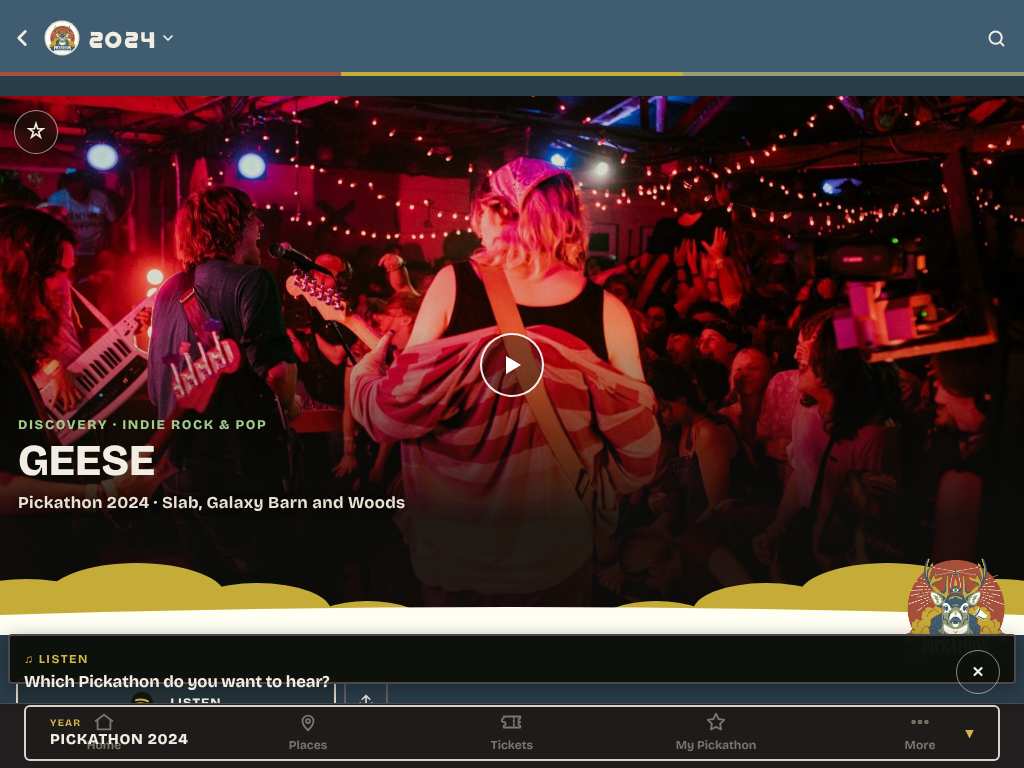 2024
DISCOVERY · INDIE ROCK & POP
GEESE
Pickathon 2024 · Slab, Galaxy Barn and Woods
♫ LISTEN
Which Pickathon do you want to hear?
LISTEN
YEAR
PICKATHON 2024
▼
Home
Places
Tickets
My Pickathon
More